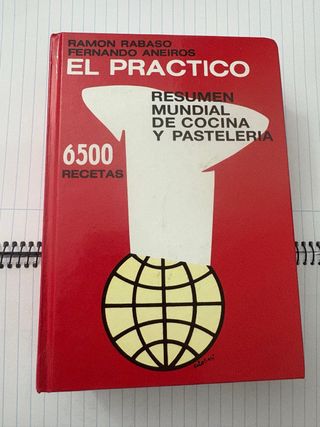 RAMON RABASO
FERNANDO ANEIROS
EL PRACTICO
RESUMEN
MUNDIAL
DE COCINA
Y PASTELERIA
6500
RECETAS